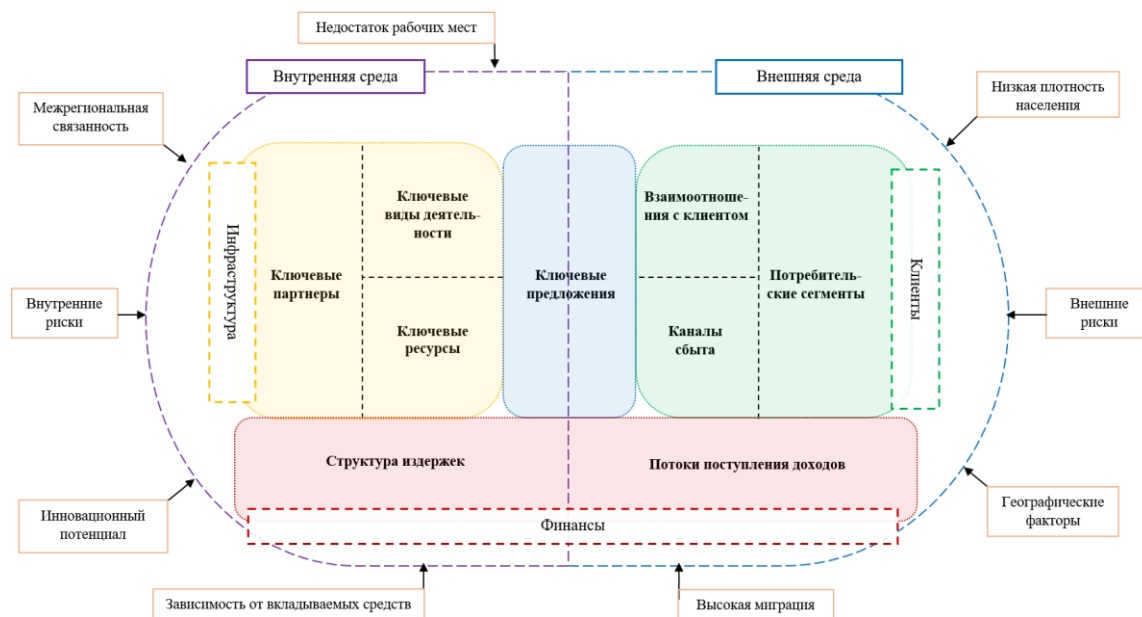 Недостаток рабочих мест
Внутренняя среда
Внешняя среда
Межрегиональная
связанность
Низкая плотность
населения
Инфраструктура
Ключевые
партнеры
Ключевые
виды деятель-
ности
Ключевые
ресурсы
Ключевые
предложения
Взаимоотноше-
ния с клиентом
Каналы
сбыта
Потребитель-
ские сегменты
Клиенты
Внутренние
риски
Внешние
риски
Структура издержек
Потоки поступления доходов
Финансы
Инновационный
потенциал
Географические
факторы
Зависимость от вкладываемых средств
Высокая миграция